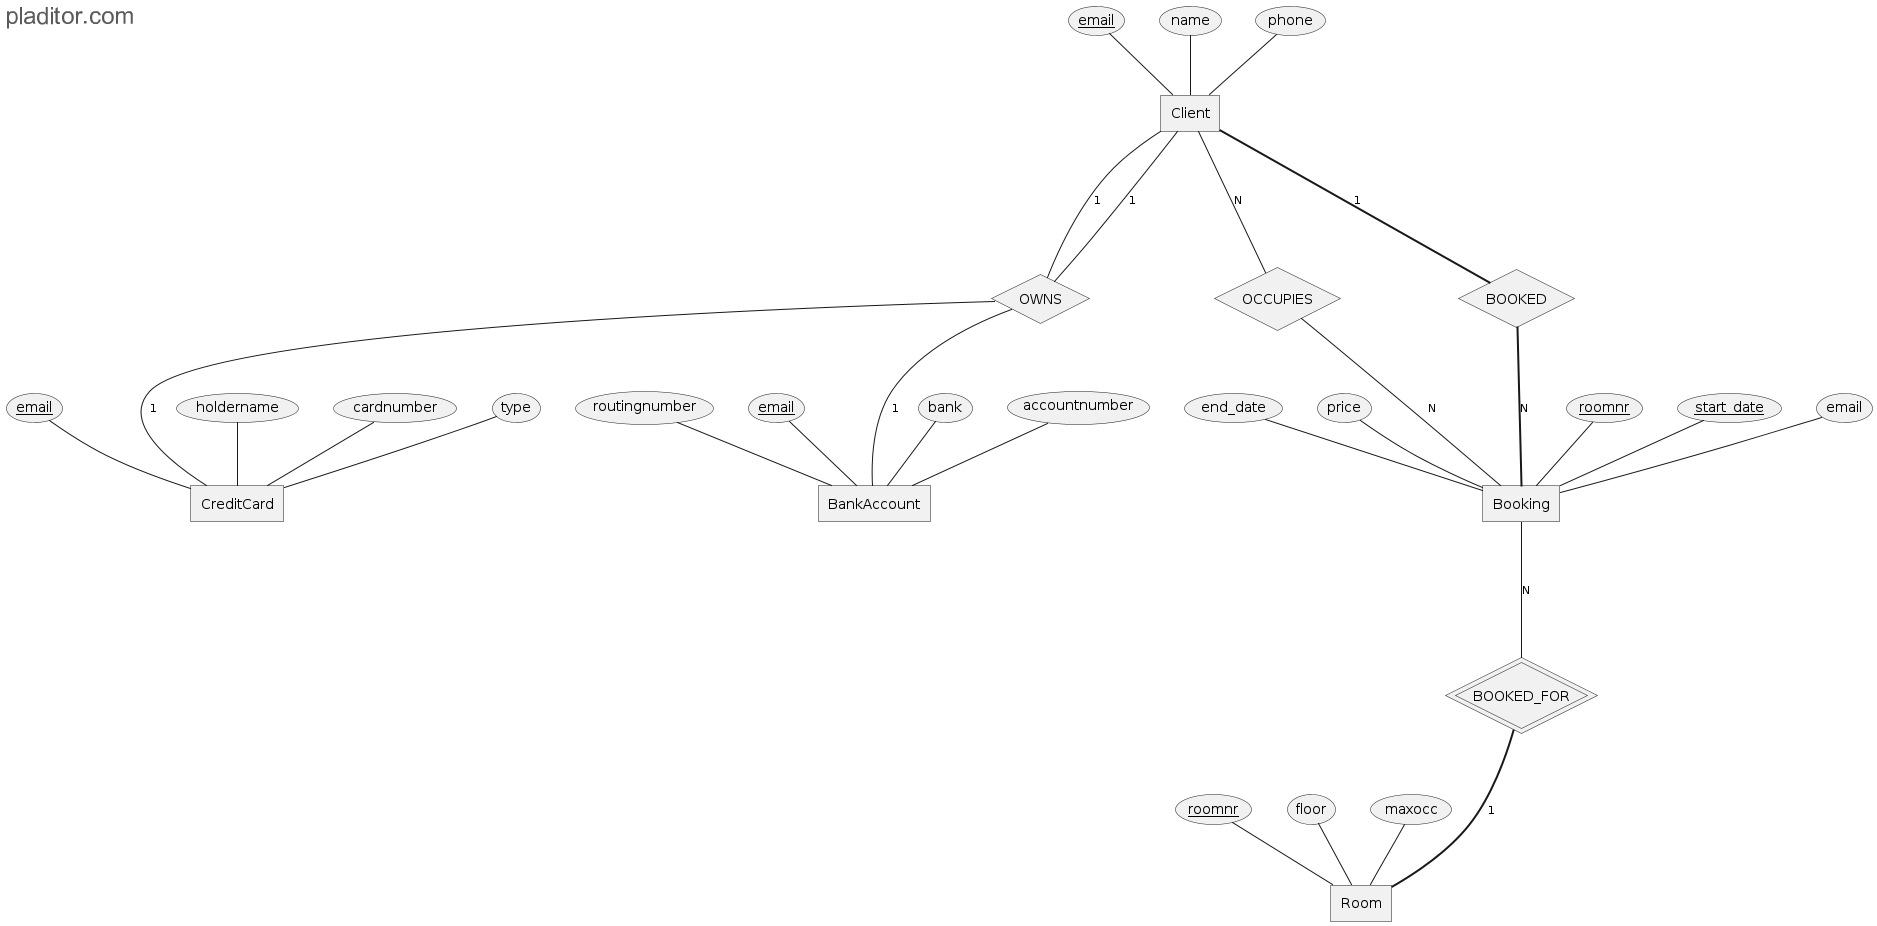 pladitor.com
email
name
phone
Client
1
1
N
1
OWNS
OCCUPIES
BOOKED
email
1
holdername
cardnumber
type
routingnumber
email
1
bank
accountnumber
end_date
price
N
N
roomnr
start_date
email
CreditCard
BankAccount
Booking
N
BOOKED_FOR
roomnr
floor
maxocc
1
Room